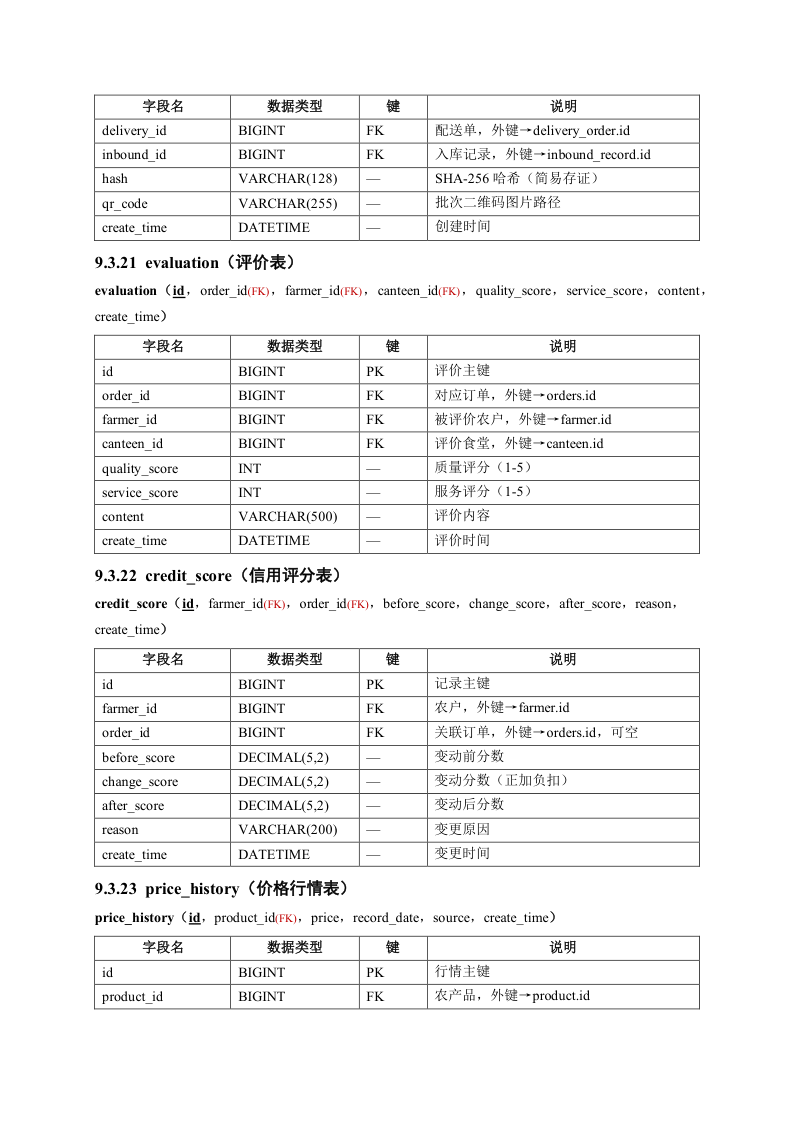 字段名 数据类型 键 说明
delivery_id BIGINT FK 配送单，外键→delivery_order.id
inbound_id BIGINT FK 入库记录，外键→inbound_record.id
hash VARCHAR(128) — SHA-256 哈希（简易存证）
qr_code VARCHAR(255) — 批次二维码图片路径
create_time DATETIME — 创建时间
9.3.21 evaluation（评价表）
evaluation（id，order_id(FK)，farmer_id(FK)，canteen_id(FK)，quality_score，service_score，content，
create_time）
字段名 数据类型 键 说明
id BIGINT PK 评价主键
order_id BIGINT FK 对应订单，外键→orders.id
farmer_id BIGINT FK 被评价农户，外键→farmer.id
canteen_id BIGINT FK 评价食堂，外键→canteen.id
quality_score INT — 质量评分（1-5）
service_score INT — 服务评分（1-5）
content VARCHAR(500) — 评价内容
create_time DATETIME — 评价时间
9.3.22 credit_score（信用评分表）
credit_score（id，farmer_id(FK)，order_id(FK)，before_score，change_score，after_score，reason，
create_time）
字段名 数据类型 键 说明
id BIGINT PK 记录主键
farmer_id BIGINT FK 农户，外键→farmer.id
order_id BIGINT FK 关联订单，外键→orders.id，可空
before_score DECIMAL(5,2) — 变动前分数
change_score DECIMAL(5,2) — 变动分数（正加负扣）
after_score DECIMAL(5,2) — 变动后分数
reason VARCHAR(200) — 变更原因
create_time DATETIME — 变更时间
9.3.23 price_history（价格行情表）
price_history（id，product_id(FK)，price，record_date，source，create_time）
字段名 数据类型 键 说明
id BIGINT PK 行情主键
product_id BIGINT FK 农产品，外键→product.id